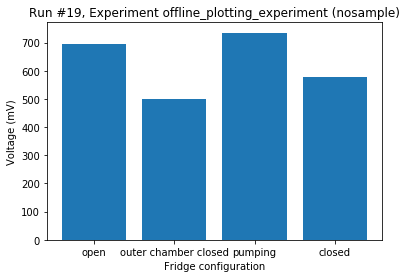 Run #19, Experiment offline_plotting_experiment (nosample)
Voltage (mV)
700
600
500
400
300
200
100
0
open outer chamber closed pumping closed
Fridge configuration